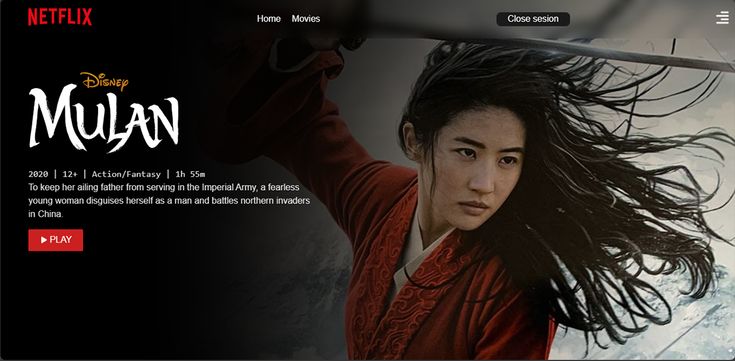 NETFLIX
Home Movies
Close sesion
Disney
MULAN
2020 | 12+ | Action/Fantasy | 1h 55m
To keep her ailing father from serving in the Imperial Army, a fearless
young woman disguises herself as a man and battles northern invaders
in China.
PLAY